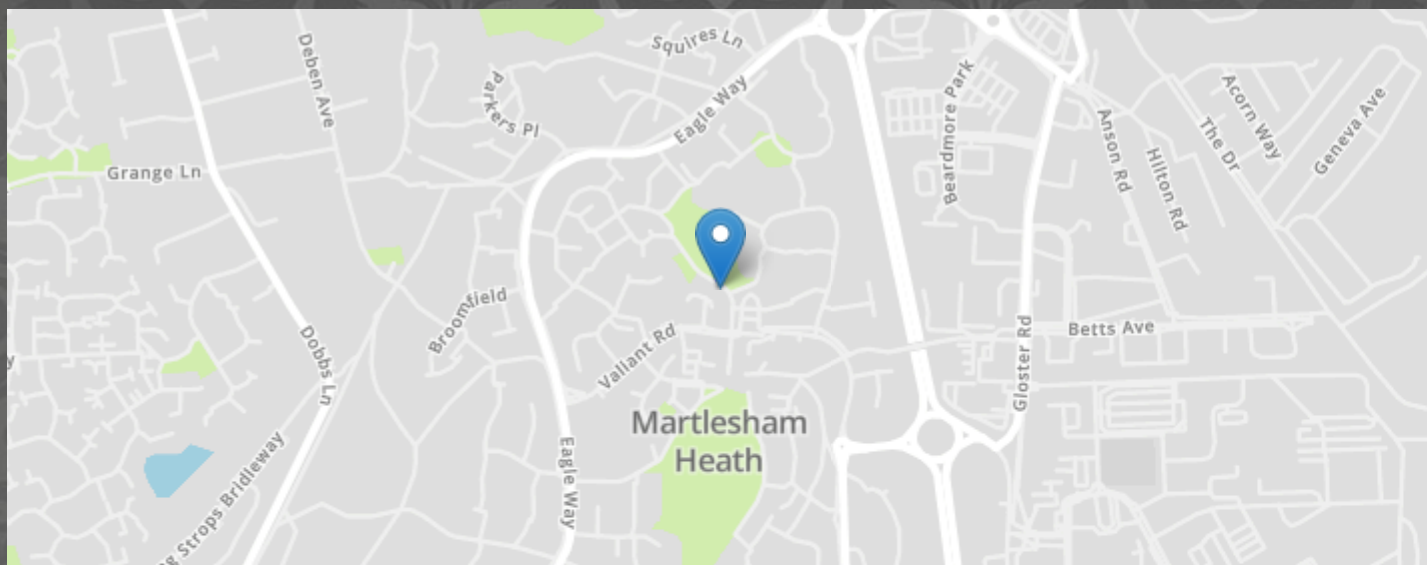 Squires Ln
Deben Ave
Parkers Pl
Eagle Way
Beardmore Park
Acorn Way
Geneva Ave
The Dr
Anson Rd
Hilton Rd
Grange Ln
Broomfield
Dobbs Ln
Valiant Rd
Gloster Rd
Betts Ave
Martlesham
Heath
Eagle Way
Strops Bridleway